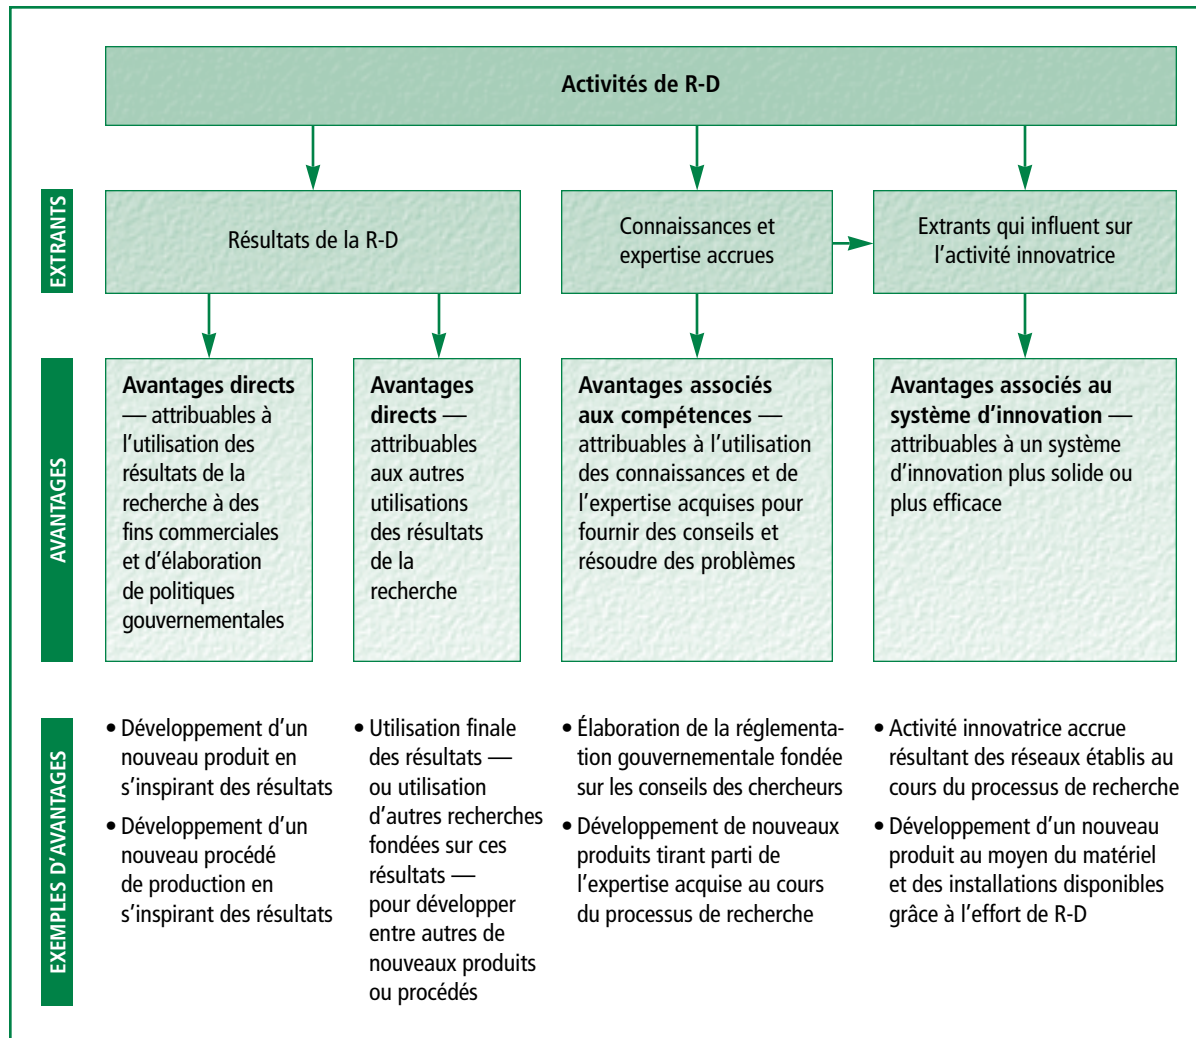 Activités de R-D
EXTRANTS
Résultats de la R-D
Connaissances et
expertise accrues
Extrants qui influent sur
l’activité innovatrice
AVANTAGES
Avantages directs
— attribuables à
l’utilisation des
résultats de la
recherche à des
fins commerciales
et d’élaboration
de politiques
gouvernementales
Avantages
directs —
attribuables
aux autres
utilisations
des résultats
de la
recherche
Avantages associés
aux compétences —
attribuables à l’utilisation
des connaissances et de
l’expertise acquises pour
fournir des conseils et
résoudre des problèmes
Avantages associés au
système d’innovation —
attribuables à un système
d’innovation plus solide ou
plus efficace
EXEMPLES D’AVANTAGES
• Développement d’un
nouveau produit en
s’inspirant des résultats
• Développement d’un
nouveau procédé
de production en
s’inspirant des résultats
• Utilisation finale
des résultats —
ou utilisation
d’autres recherches
fondées sur ces
résultats —
pour développer
entre autres de
nouveaux produits
ou procédés
• Élaboration de la réglementa-
tion gouvernementale fondée
sur les conseils des chercheurs
• Développement de nouveaux
produits tirant parti de
l’expertise acquise au cours
du processus de recherche
• Activité innovatrice accrue
résultant des réseaux établis au
cours du processus de recherche
• Développement d’un nouveau
produit au moyen du matériel
et des installations disponibles
grâce à l’effort de R-D